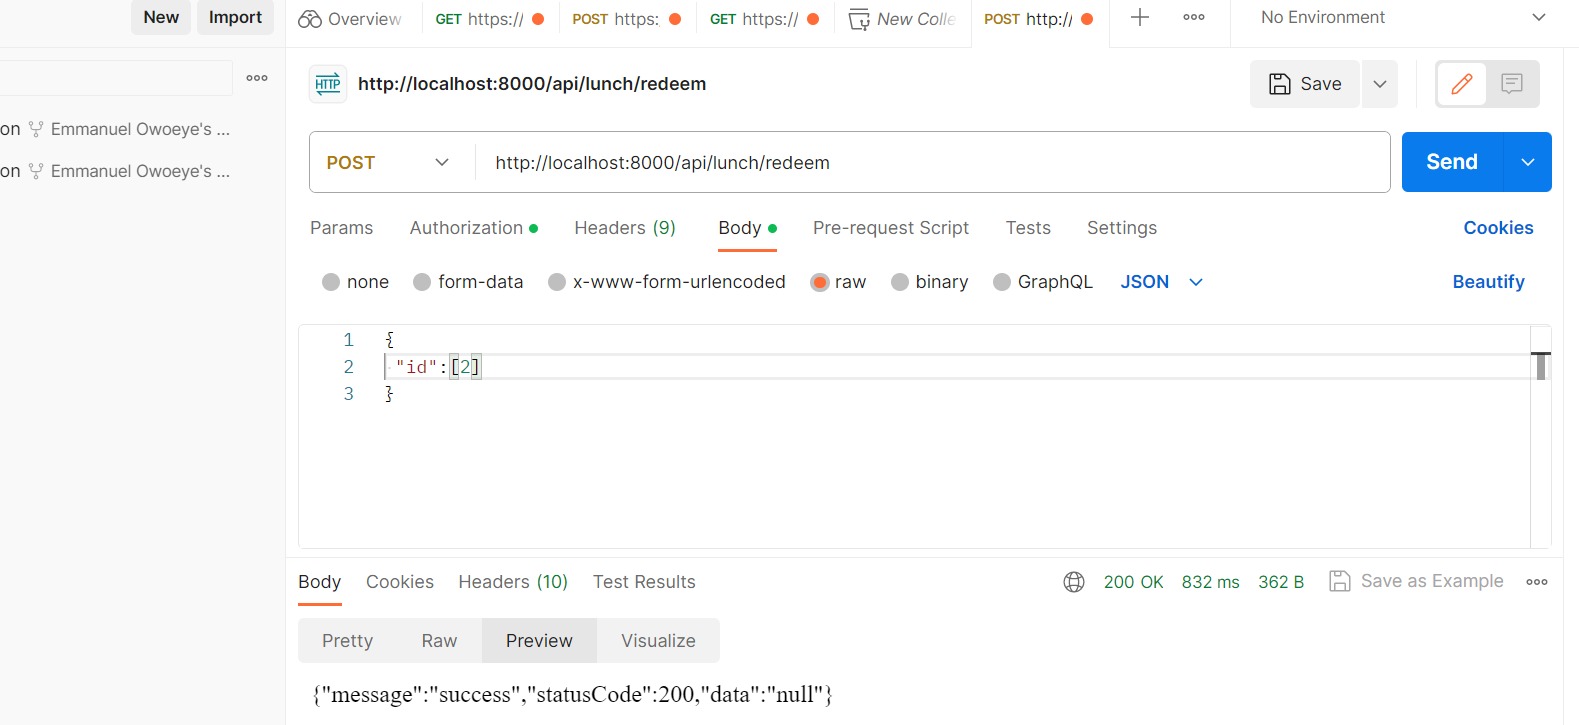 New Import
Overview GET https:// POST https: GET https:// New Colle POST http:// No Environment
HTTP http://localhost:8000/api/lunch/redeem Save
on Emmanuel Owoeye's ...
on Emmanuel Owoeye's ...
POST http://localhost:8000/api/lunch/redeem Send
Params Authorization Headers (9) Body Pre-request Script Tests Settings Cookies
none form-data x-www-form-urlencoded raw binary GraphQL JSON Beautify
1 {
2 "id":[2]
3 }
Body Cookies Headers (10) Test Results 200 OK 832 ms 362 B Save as Example
Pretty Raw Preview Visualize
{"message":"success","statusCode":200,"data":"null"}